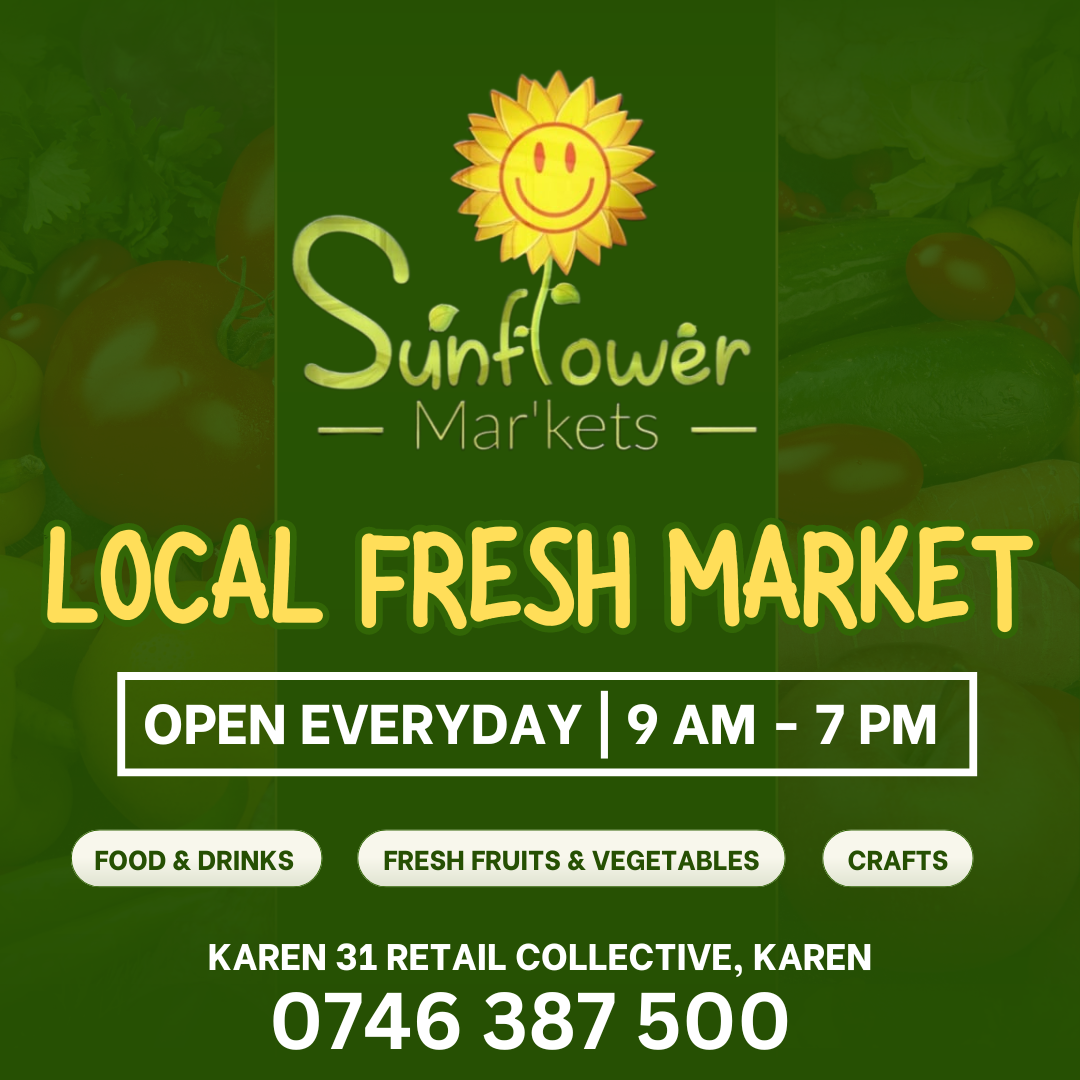 Sunflower
Mar'kets
LOCAL FRESH MARKET
OPEN EVERYDAY | 9 AM - 7 PM
FOOD & DRINKS
FRESH FRUITS & VEGETABLES
CRAFTS
KAREN 31 RETAIL COLLECTIVE, KAREN
0746 387 500